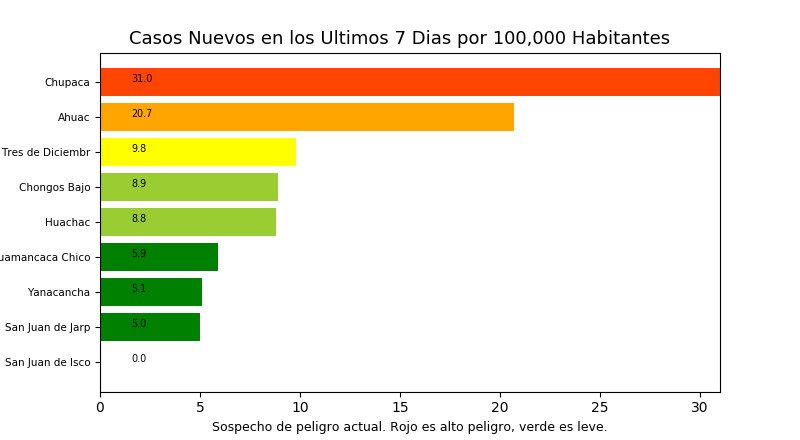 Casos Nuevos en los Ultimos 7 Dias por 100,000 Habitantes
Chupaca 31.0
Ahuac 20.7
Tres de Diciembr 9.8
Chongos Bajo 8.9
Huachac 8.8
uamancaca Chico 5.9
Yanacancha 5.1
San Juan de Jarp 5.0
San Juan de Isco 0.0
0 5 10 15 20 25 30
Sospecho de peligro actual. Rojo es alto peligro, verde es leve.